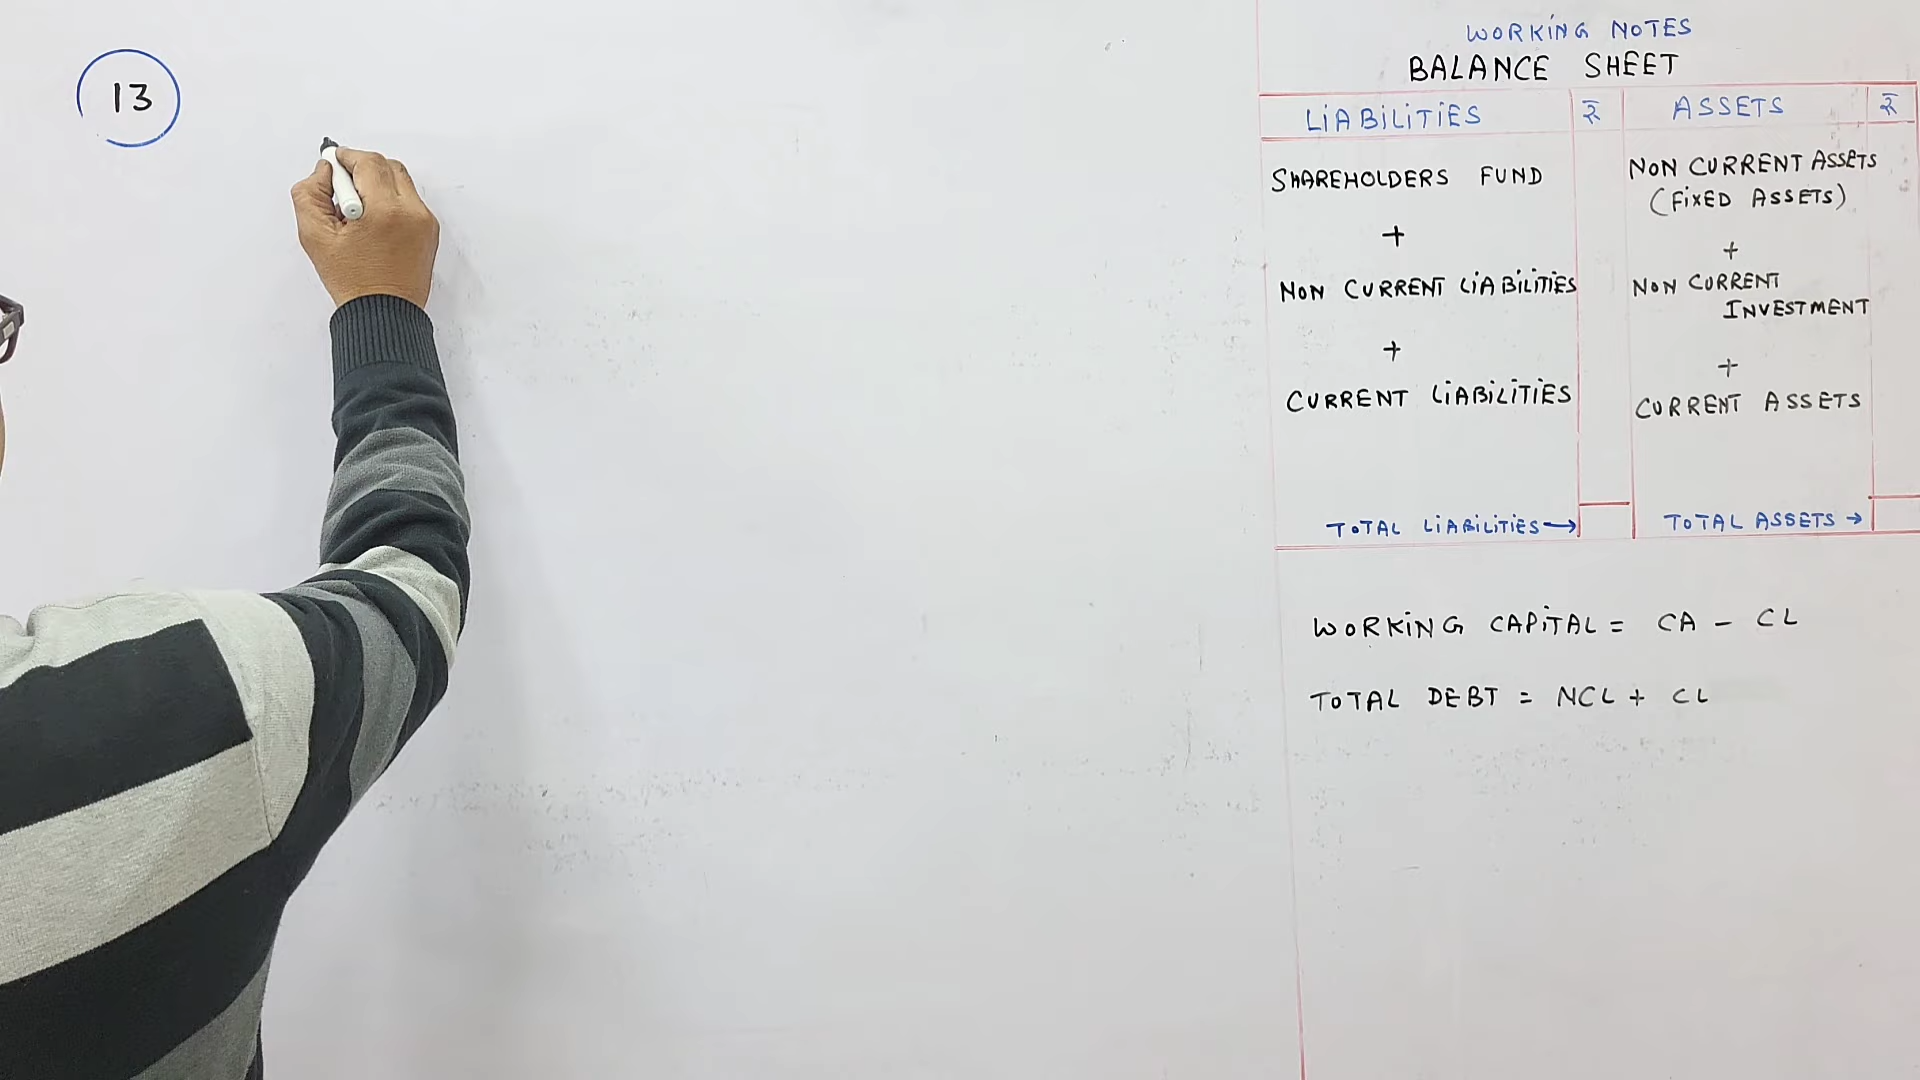 13
WORKING NOTES
BALANCE SHEET
LIABILITIES ₹ ASSETS ₹
SHAREHOLDERS FUND
+
NON CURRENT LIABILITIES
+
CURRENT LIABILITIES
TOTAL LIABILITIES →
NON CURRENT ASSETS
(FIXED ASSETS)
+
NON CURRENT
INVESTMENT
+
CURRENT ASSETS
TOTAL ASSETS →
WORKING CAPITAL = CA - CL
TOTAL DEBT = NCL + CL